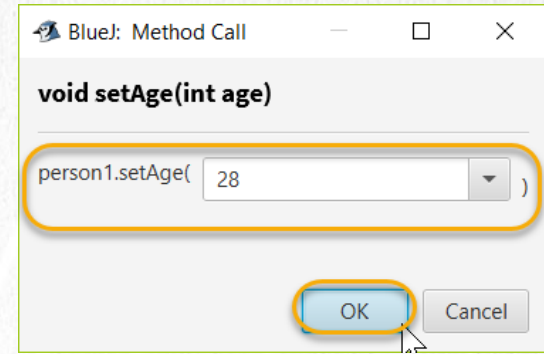 BlueJ: Method Call
void setAge(int age)
person1.setAge( 28 )
OK Cancel